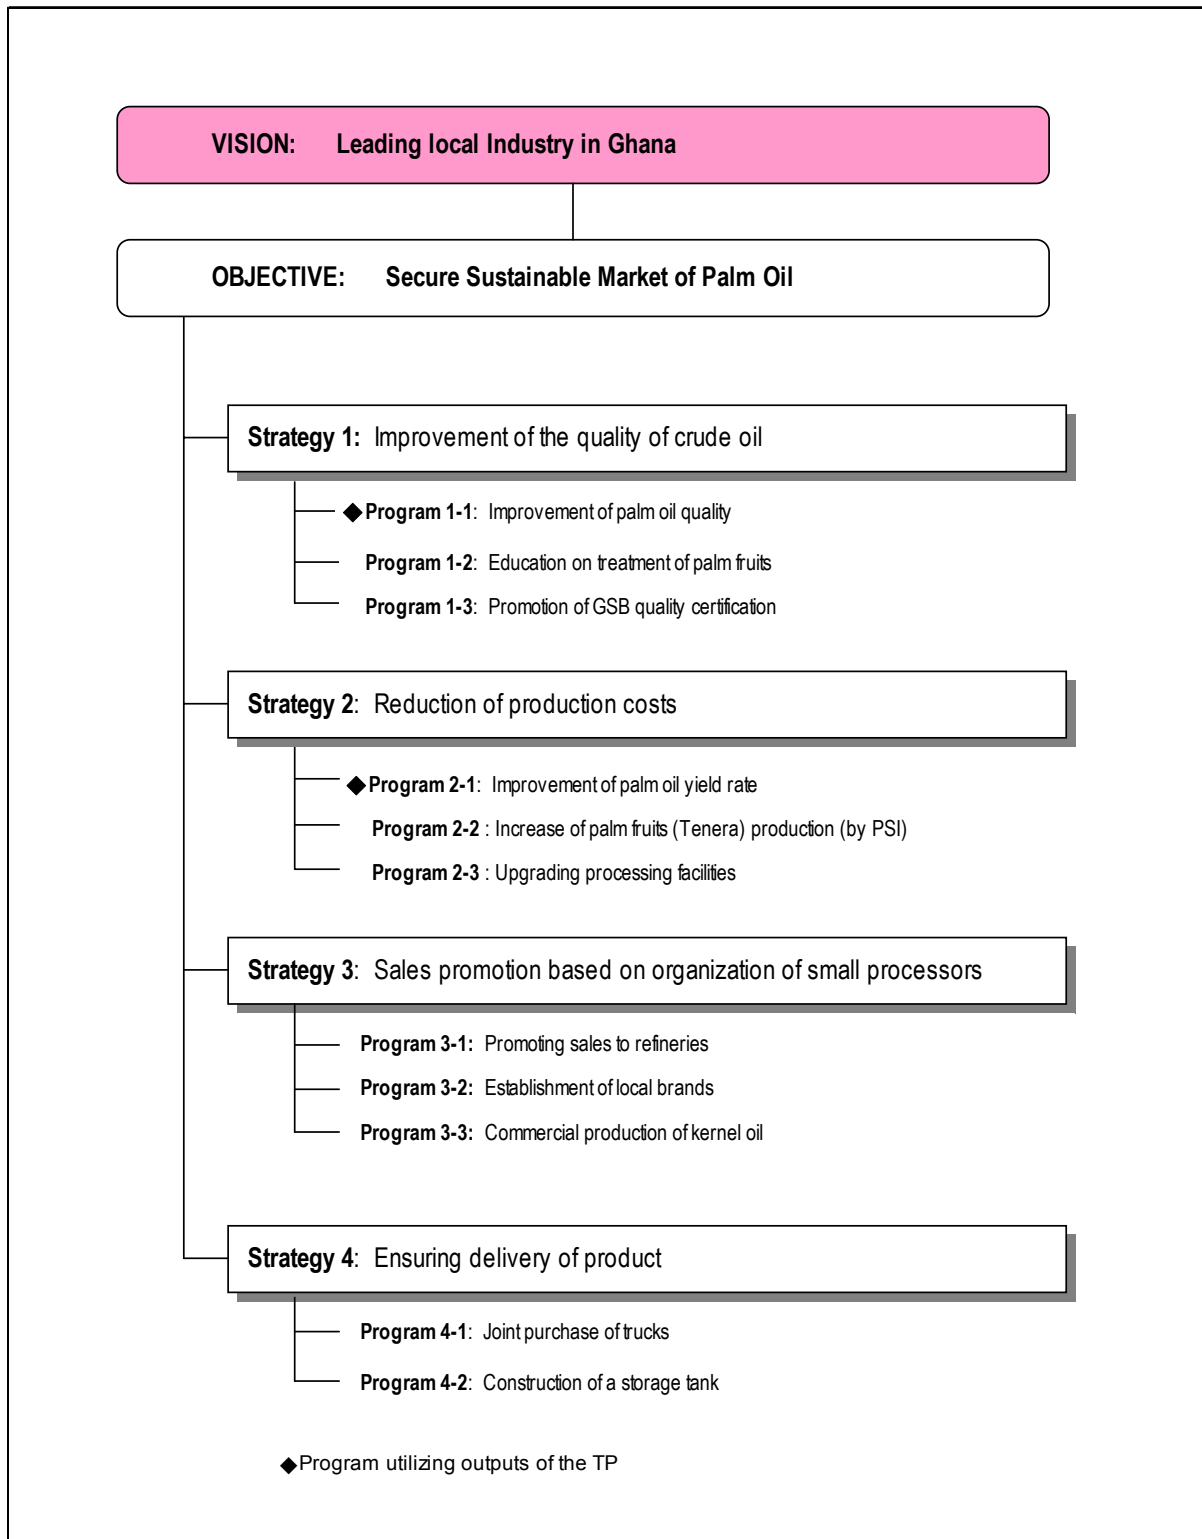 VISION: Leading local Industry in Ghana
OBJECTIVE: Secure Sustainable Market of Palm Oil
Strategy 1: Improvement of the quality of crude oil
◆Program 1-1: Improvement of palm oil quality
Program 1-2: Education on treatment of palm fruits
Program 1-3: Promotion of GSB quality certification
Strategy 2: Reduction of production costs
◆Program 2-1: Improvement of palm oil yield rate
Program 2-2 : Increase of palm fruits (Tenera) production (by PSI)
Program 2-3 : Upgrading processing facilities
Strategy 3: Sales promotion based on organization of small processors
Program 3-1: Promoting sales to refineries
Program 3-2: Establishment of local brands
Program 3-3: Commercial production of kernel oil
Strategy 4: Ensuring delivery of product
Program 4-1: Joint purchase of trucks
Program 4-2: Construction of a storage tank
◆Program utilizing outputs of the TP